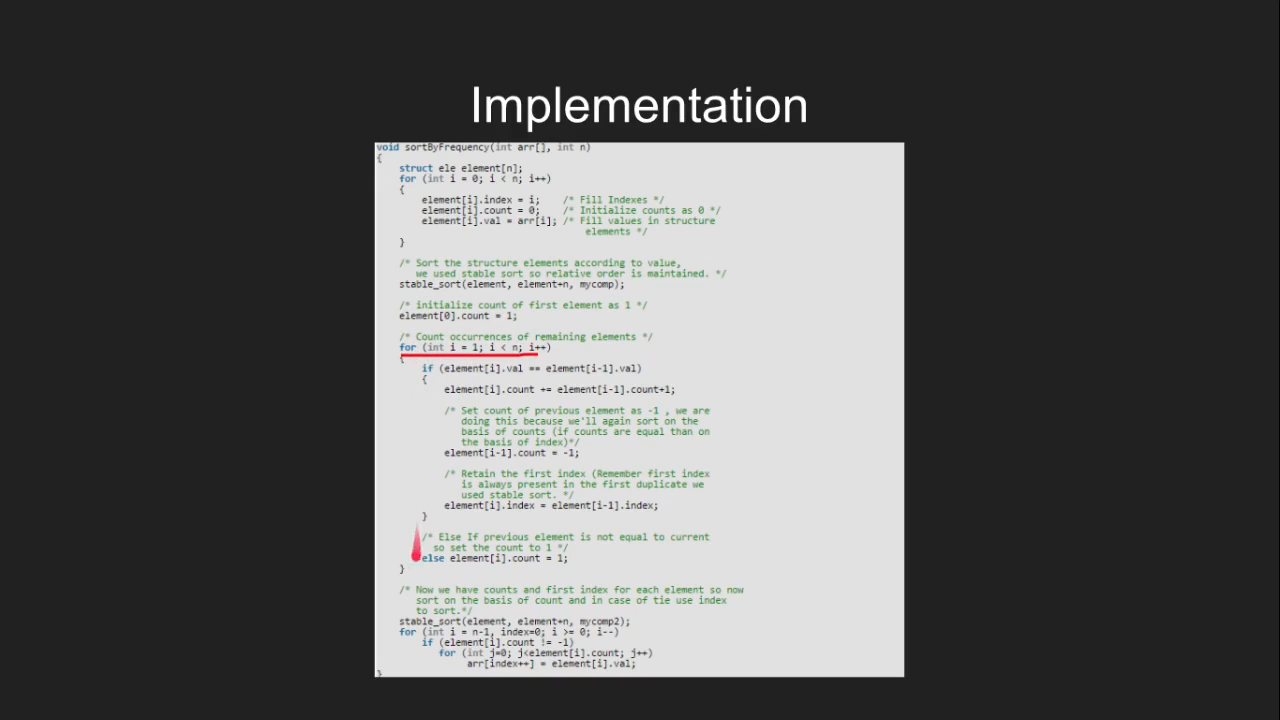 Implementation
void sortByFrequency(int arr[], int n)
{
struct ele element[n];
for (int i = 0; i < n; i++)
{
element[i].index = i; /* Fill Indexes */
element[i].count = 0; /* Initialize counts as 0 */
element[i].val = arr[i]; /* Fill values in structure
elements */
}
/* Sort the structure elements according to value,
we used stable sort so relative order is maintained. */
stable_sort(element, element+n, mycomp);
/* initialize count of first element as 1 */
element[0].count = 1;
/* Count occurrences of remaining elements */
for (int i = 1; i < n; i++)
{
if (element[i].val == element[i-1].val)
{
element[i].count += element[i-1].count+1;
/* Set count of previous element as -1 , we are
doing this because we'll again sort on the
basis of counts (if counts are equal than on
the basis of index)*/
element[i-1].count = -1;
/* Retain the first index (Remember first index
is always present in the first duplicate we
used stable sort. */
element[i].index = element[i-1].index;
}
/* Else If previous element is not equal to current
so set the count to 1 */
else element[i].count = 1;
}
/* Now we have counts and first index for each element so now
sort on the basis of count and in case of tie use index
to sort.*/
stable_sort(element, element+n, mycomp2);
for (int i = n-1, index=0; i >= 0; i--)
if (element[i].count != -1)
for (int j=0; j<element[i].count; j++)
arr[index++] = element[i].val;
}